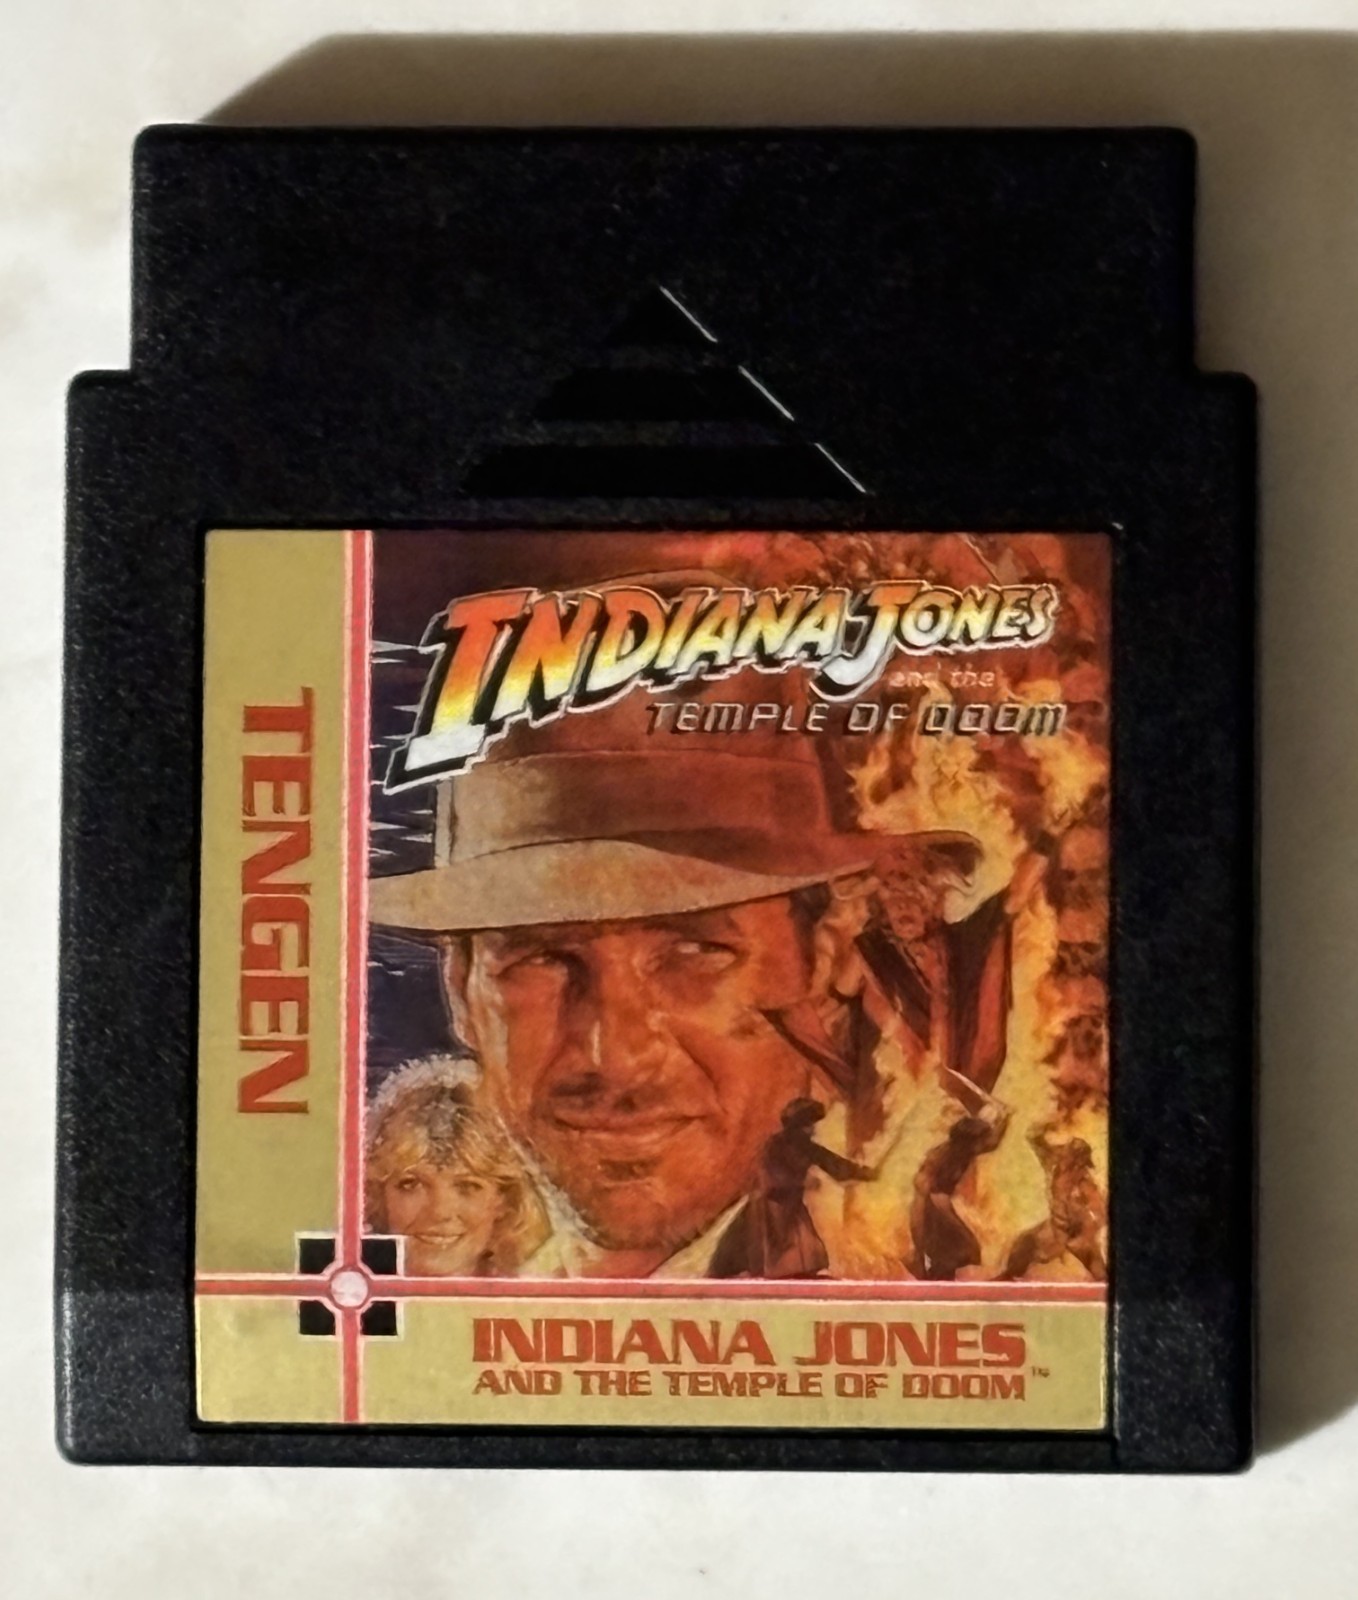 INDIANA JONES
and the
TEMPLE OF DOOM
TENGEN
INDIANA JONES
AND THE TEMPLE OF DOOM™